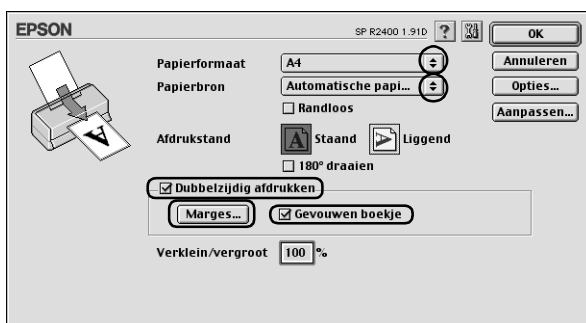 EPSON
SP R2400 1.91D
?
OK
Papierformaat
A4
Annuleren
Papierbron
Automatische papi...
Opties...
Randloos
Aanpassen...
Afdrukstand
A Staand
A Liggend
180° draaien
Dubbelzijdig afdrukken
Marges...
Gevouwen boekje
Verklein/vergroot
100 %
A